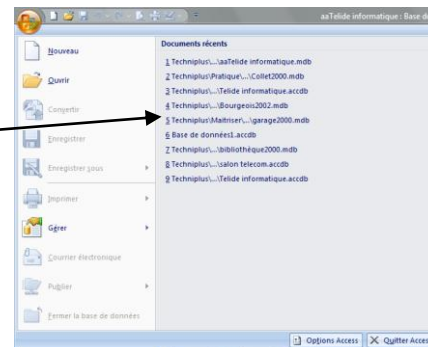 aaTelide informatique : Base de
Nouveau
Ouvrir
Convertir
Enregistrer
Enregistrer sous
Imprimer
Gérer
Courrier électronique
Publier
Fermer la base de données
Documents récents
1 Techniplus\...\aaTelide informatique.mdb
2 Techniplus\Pratique\...\Collet2000.mdb
3 Techniplus\...\Telide informatique.accdb
4 Techniplus\...\Bourgeois2002.mdb
5 Techniplus\Maitriser\...\garage2000.mdb
6 Base de données1.accdb
7 Techniplus\...\bibliothèque2000.mdb
8 Techniplus\...\salon telecom.accdb
9 Techniplus\...\Telide informatique.accdb
Options Access
Quitter Acces